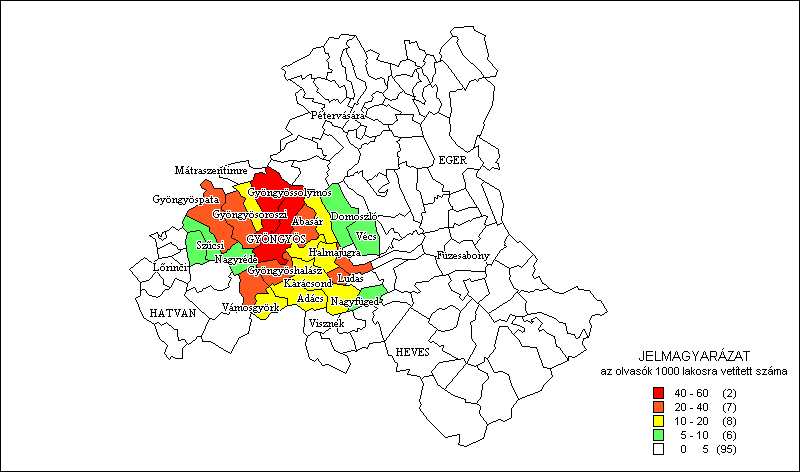 Pétervására
EGER
Mátraszentimre
Gyöngyössolymos
Gyöngyöspata
Gyöngyösoroszi
Abasár
Domoszló
Vécs
GYÖNGYÖS
Szűcsi
Halmajugra
Nagyréde
Füzesabony
Lőrinci
Gyöngyöshalász
Ludas
Karácsond
Adács
Nagyfüged
Vámosgyörk
HATVAN
Visznek
HEVES
JELMAGYARÁZAT
az olvasók 1000 lakosra vetített száma
40 - 60 (2)
20 - 40 (7)
10 - 20 (8)
5 - 10 (6)
0 5 (95)